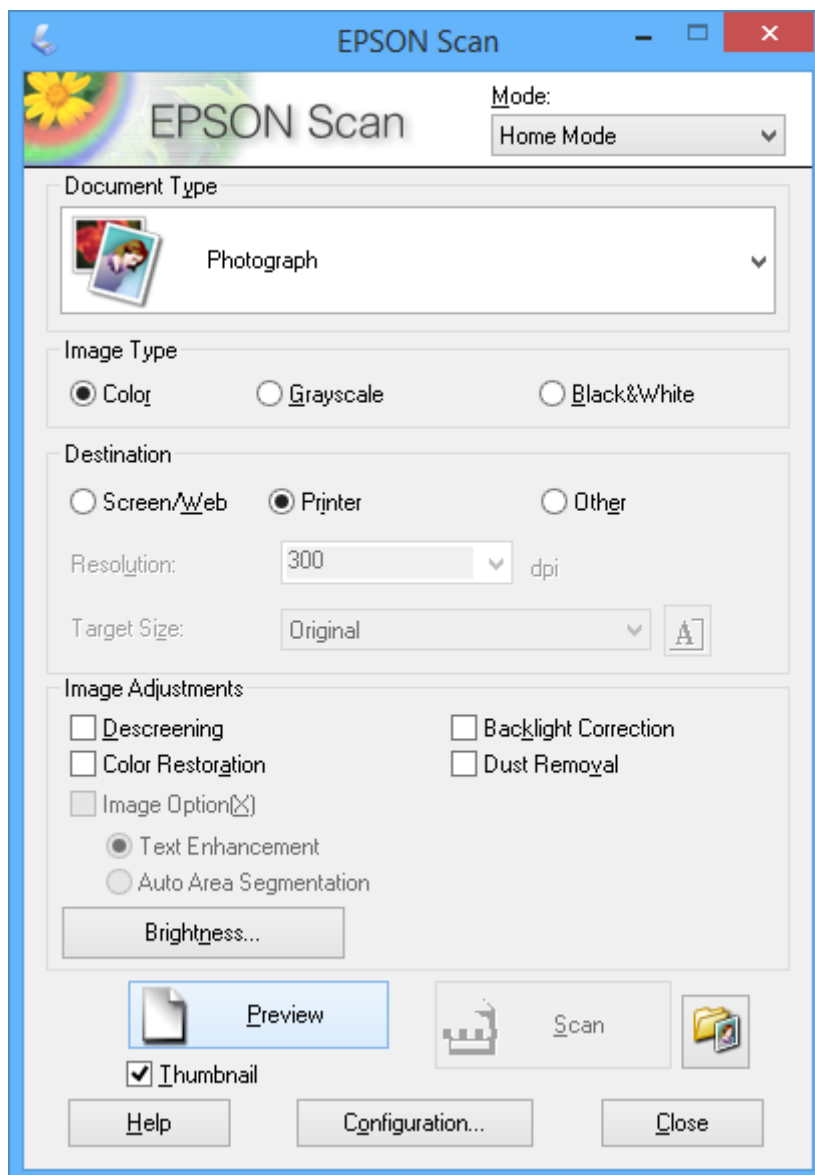 EPSON Scan
EPSON Scan
Mode:
Home Mode
Document Type
Photograph
Image Type
Color Grayscale Black&White
Destination
Screen/Web Printer Other
Resolution: 300 dpi
Target Size: Original A
Image Adjustments
Descreening Backlight Correction
Color Restoration Dust Removal
Image Option(X)
Text Enhancement
Auto Area Segmentation
Brightness...
Preview Scan
Thumbnail
Help Configuration... Close